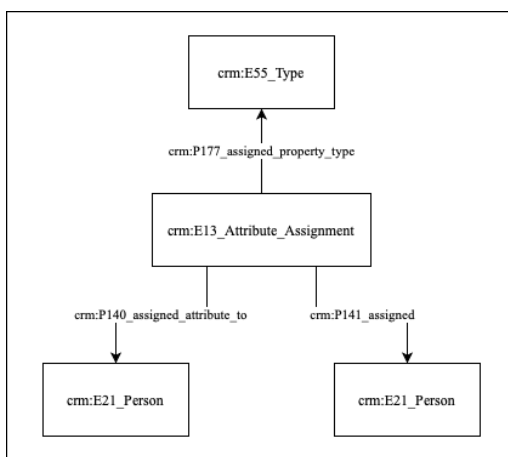 crm:E55_Type
crm:P177_assigned_property_type
crm:E13_Attribute_Assignment
crm:P140_assigned_attribute_to
crm:P141_assigned
crm:E21_Person
crm:E21_Person